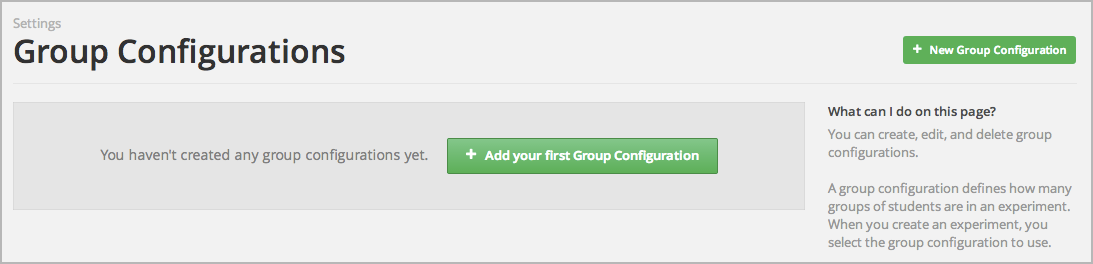 Settings
Group Configurations
+ New Group Configuration
You haven't created any group configurations yet.
+ Add your first Group Configuration
What can I do on this page?
You can create, edit, and delete group
configurations.
A group configuration defines how many
groups of students are in an experiment.
When you create an experiment, you
select the group configuration to use.